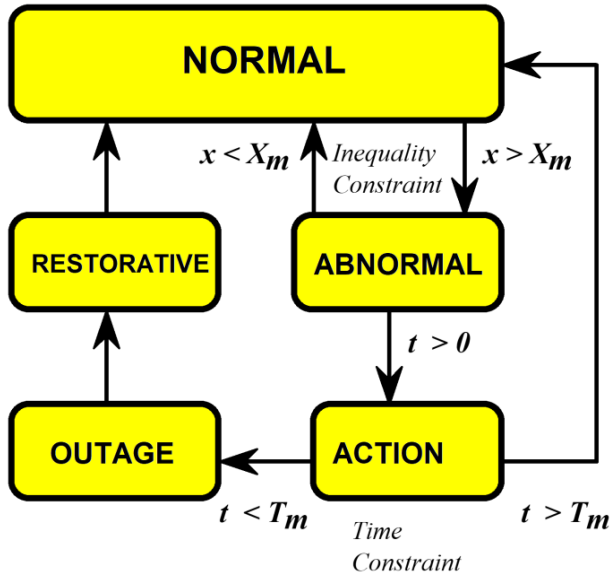 NORMAL
x < Xm
Inequality
Constraint
x > Xm
RESTORATIVE
ABNORMAL
t > 0
OUTAGE
ACTION
t < Tm
t > Tm
Time
Constraint